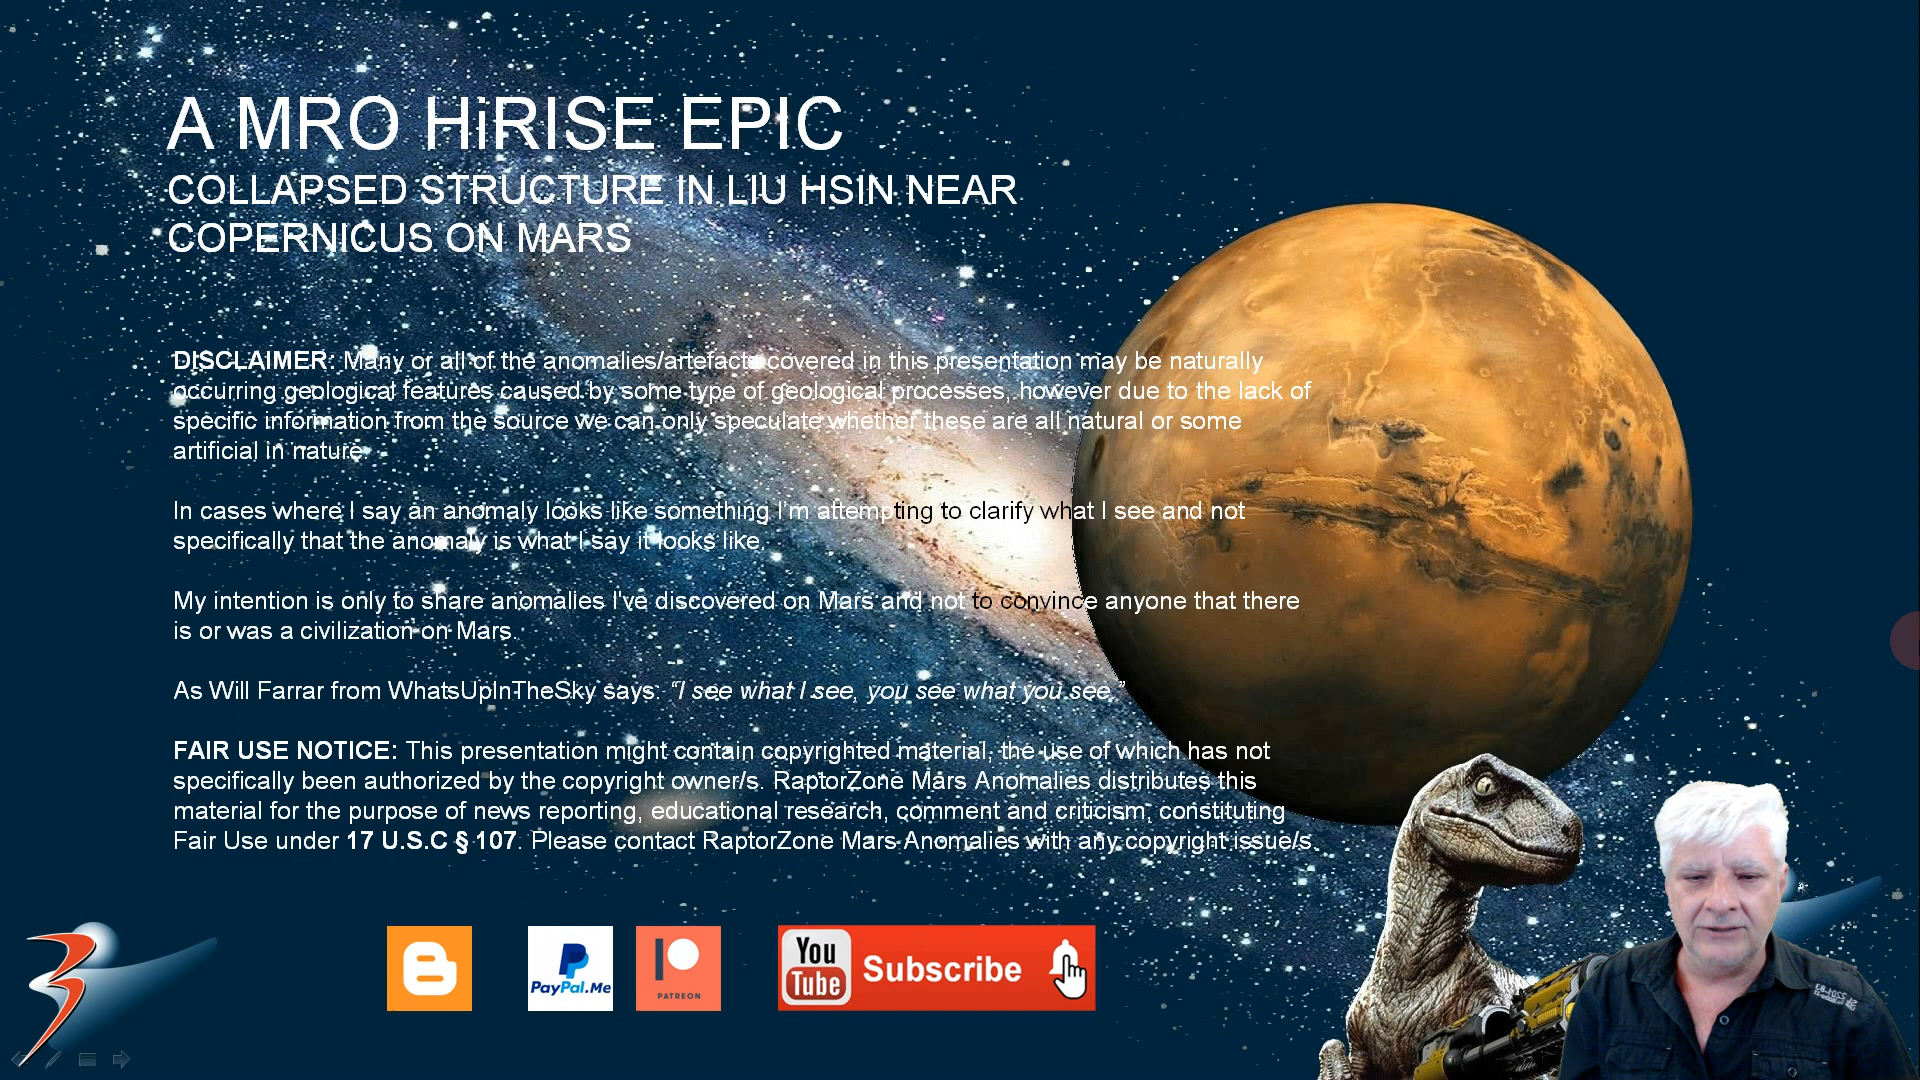 A MRO HiRISE EPIC
COLLAPSED STRUCTURE IN LIU HSIN NEAR
COPERNICUS ON MARS
DISCLAIMER: Many or all of the anomalies/artefacts covered in this presentation may be naturally
occurring geological features caused by some type of geological processes, however due to the lack of
specific information from the source we can only speculate whether these are all natural or some
artificial in nature.
In cases where I say an anomaly looks like something I'm attempting to clarify what I see and not
specifically that the anomaly is what I say it looks like.
My intention is only to share anomalies I've discovered on Mars and not to convince anyone that there
is or was a civilization on Mars.
As Will Farrar from WhatsUpInTheSky says: “I see what I see, you see what you see.”
FAIR USE NOTICE: This presentation might contain copyrighted material, the use of which has not
specifically been authorized by the copyright owner/s. RaptorZone Mars Anomalies distributes this
material for the purpose of news reporting, educational research, comment and criticism, constituting
Fair Use under 17 U.S.C § 107. Please contact RaptorZone Mars Anomalies with any copyright issue/s.
PayPal.Me
PATREON
You Tube Subscribe